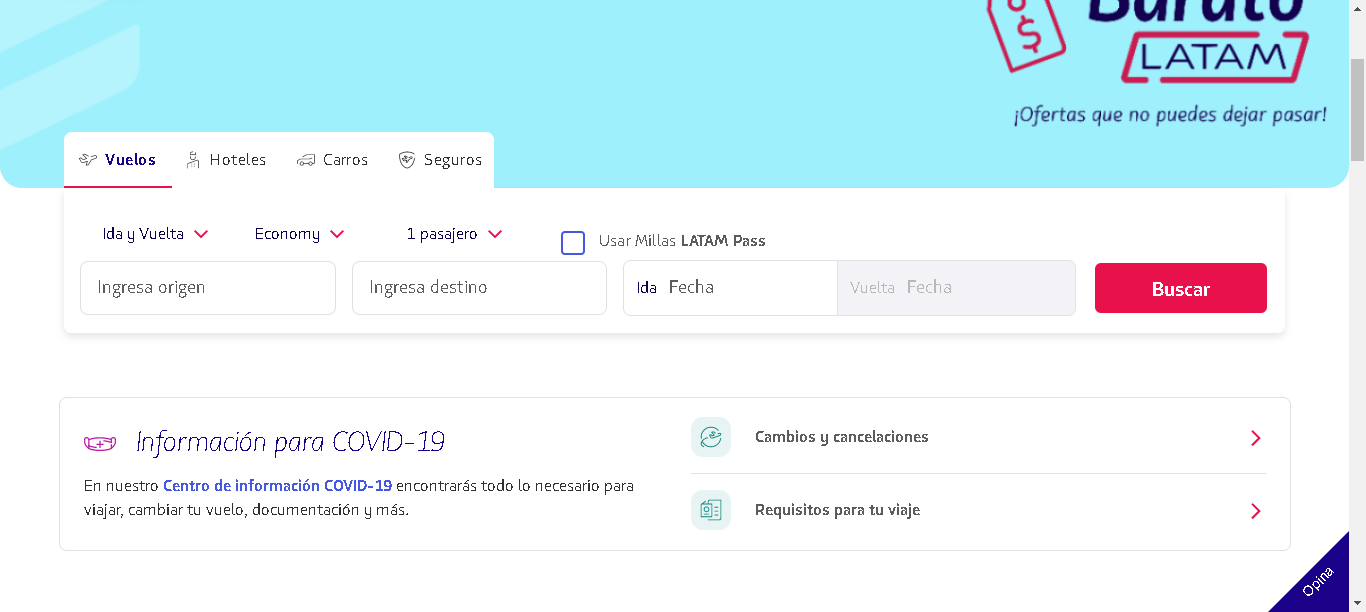 Barato
LATAM
¡Ofertas que no puedes dejar pasar!
Vuelos Hoteles Carros Seguros
Ida y Vuelta Economy 1 pasajero Usar Millas LATAM Pass
Ingresa origen Ingresa destino Ida Fecha Vuelta Fecha Buscar
Información para COVID-19
En nuestro Centro de información COVID-19 encontrarás todo lo necesario para
viajar, cambiar tu vuelo, documentación y más.
Cambios y cancelaciones
Requisitos para tu viaje
Opina